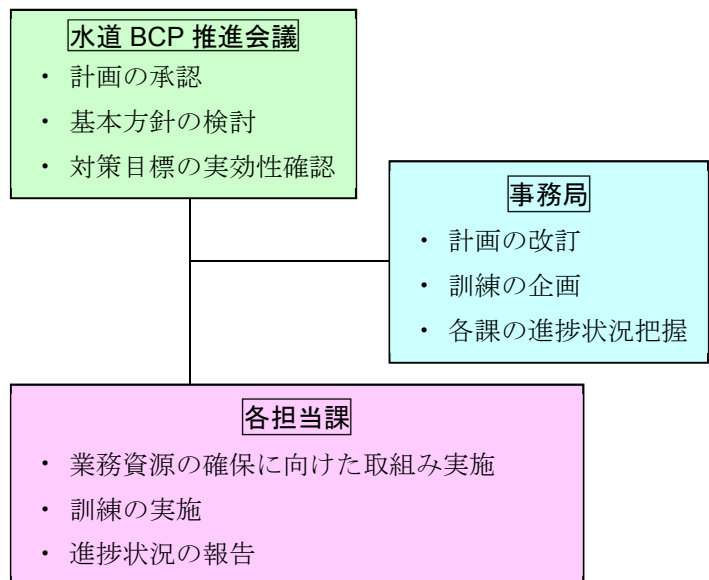 水道 BCP 推進会議
・ 計画の承認
・ 基本方針の検討
・ 対策目標の実効性確認
事務局
・ 計画の改訂
・ 訓練の企画
・ 各課の進捗状況把握
各担当課
・ 業務資源の確保に向けた取組み実施
・ 訓練の実施
・ 進捗状況の報告